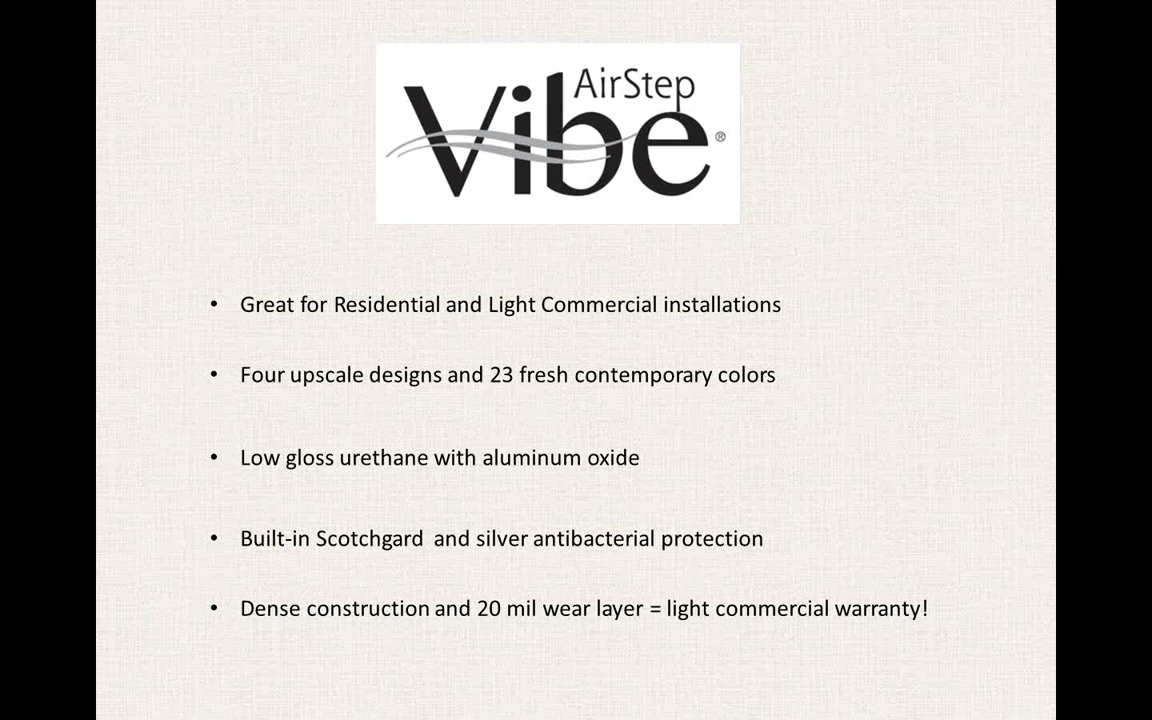 AirStep
Vibe®
• Great for Residential and Light Commercial installations
• Four upscale designs and 23 fresh contemporary colors
• Low gloss urethane with aluminum oxide
• Built-in Scotchgard  and silver antibacterial protection
• Dense construction and 20 mil wear layer = light commercial warranty!